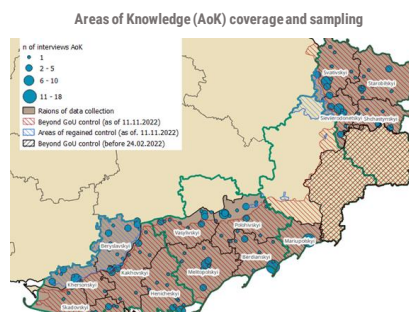 Areas of Knowledge (AoK) coverage and sampling
n of interviews AoK
1
2 - 5
6 - 10
11 - 18
Raions of data collection
Beyond GoU control (as of 11.11.2022)
Areas of regained control (as of. 11.11.2022)
Beyond GoU control (before 24.02.2022)
Svativskyi
Starobilskyi
Sievierodonetskyi
Shchastynskyi
Polohivskyi
Vasylivskyi
Mariupolskyi
Beryslavskyi
Berdianskyi
Melitopolskyi
Kakhovskyi
Khersonskyi
Henicheskyi
Skadovskyi